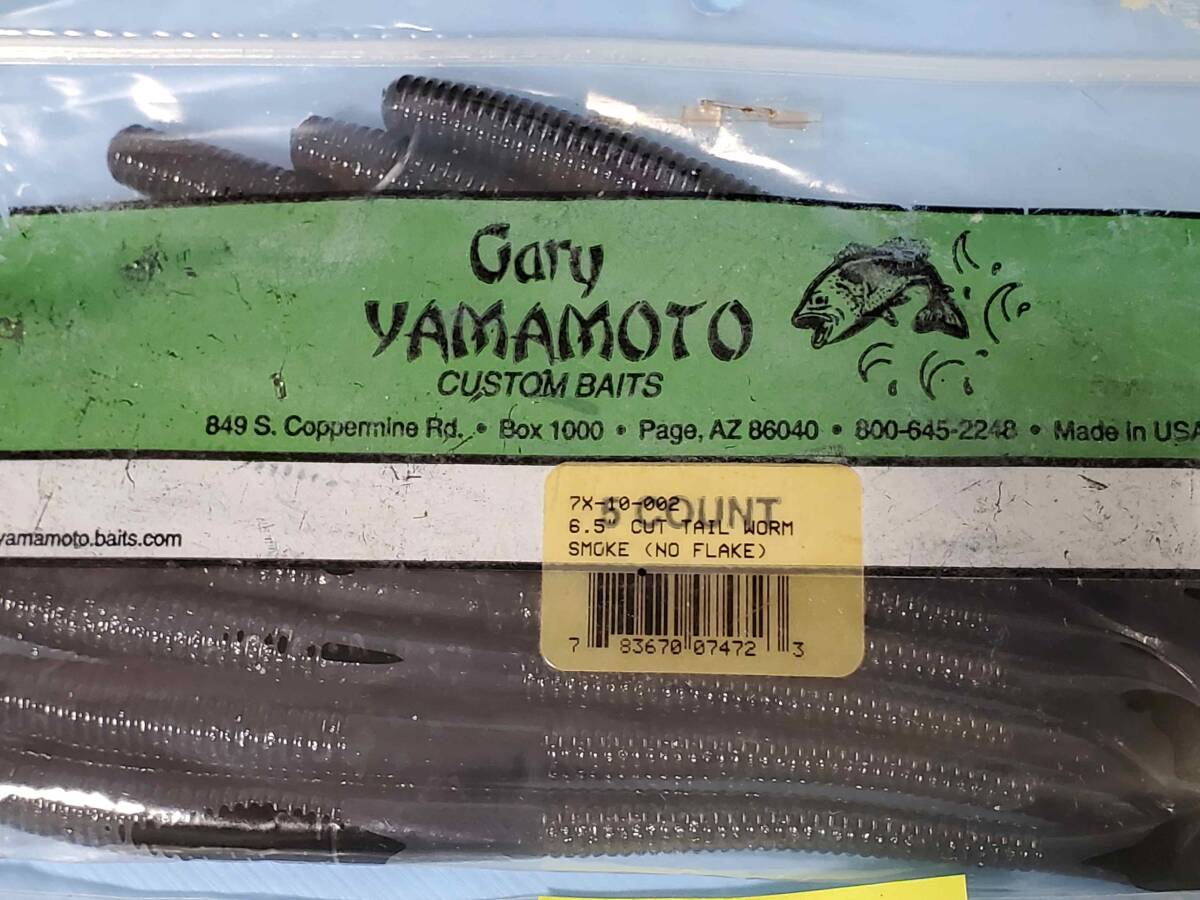 Gary
YAMAMOTO
CUSTOM BAITS
849 S. Coppermine Rd. • Box 1000 • Page, AZ 86040 • 800-645-2248 • Made in USA
yamamoto.baits.com
COUNT
7X-10-002
6.5" CUT TAIL WORM
SMOKE (NO FLAKE)
7 83670 07472 3